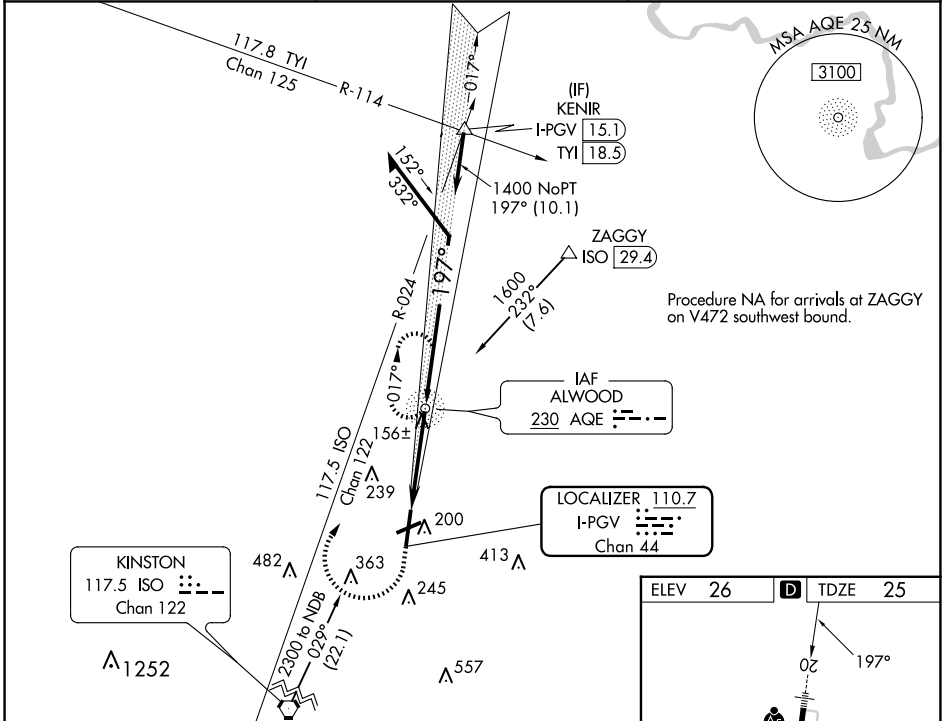 117.8 TYI
Chan 125
R-114
017°
(IF)
KENIR
I-PGV 15.1
TYI 18.5
MSA AQE 25 NM
3100
152°
332°
1400 NoPT
197° (10.1)
197°
ZAGGY
ISO 29.4
1600
232°
(7.6)
Procedure NA for arrivals at ZAGGY
on V472 southwest bound.
R-024
017°
IAF
ALWOOD
230 AQE
156±
117.5 ISO
Chan 122
239
LOCALIZER 110.7
I-PGV
Chan 44
200
482
363
413
245
KINSTON
117.5 ISO
Chan 122
2300 to NDB
029°
(22.1)
1252
557
ELEV 26
D
TDZE 25
197°
20